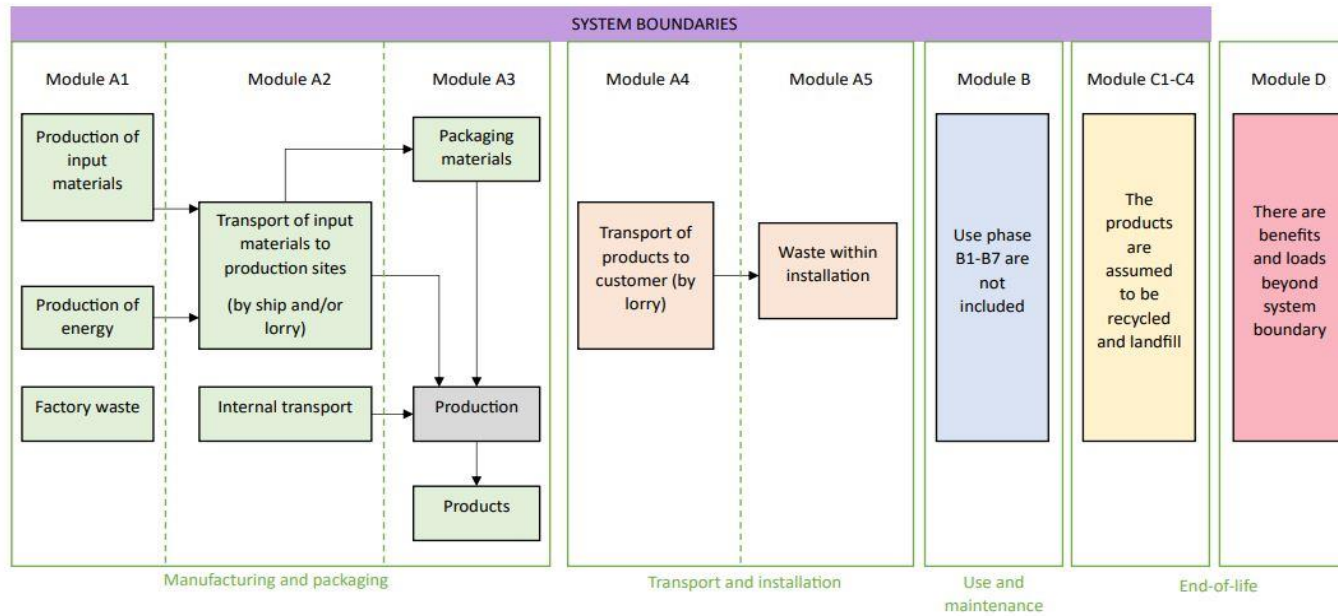 SYSTEM BOUNDARIES
Module A1
Module A2
Module A3
Module A4
Module A5
Module B
Module C1-C4
Module D
Production of
input
materials
Production of
energy
Factory waste
Transport of input
materials to
production sites
(by ship and/or
lorry)
Internal transport
Packaging
materials
Production
Products
Transport of
products to
customer (by
lorry)
Waste within
installation
Use phase
B1-B7 are
not
included
The
products
are
assumed
to be
recycled
and landfill
There are
benefits
and loads
beyond
system
boundary
Manufacturing and packaging
Transport and installation
Use and
maintenance
End-of-life